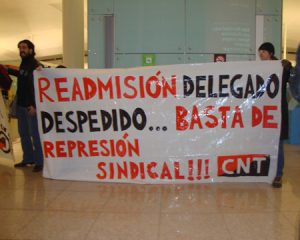 READMISIÓN DELEGADO
DESPEDIDO... BASTA DE
REPRESIÓN
SINDICAL!!! CNT